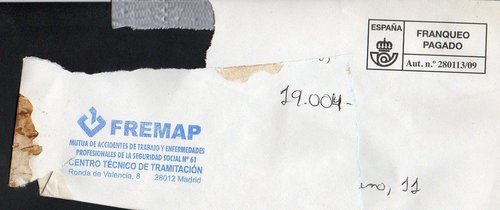 ESPAÑA
FRANQUEO
PAGADO
Aut. n.º 280113/09
19.004-
FREMAP
MUTUA DE ACCIDENTES DE TRABAJO Y ENFERMEDADES
PROFESIONALES DE LA SEGURIDAD SOCIAL Nº 61
CENTRO TÉCNICO DE TRAMITACIÓN
Ronda de Valencia, 8 28012 Madrid
11